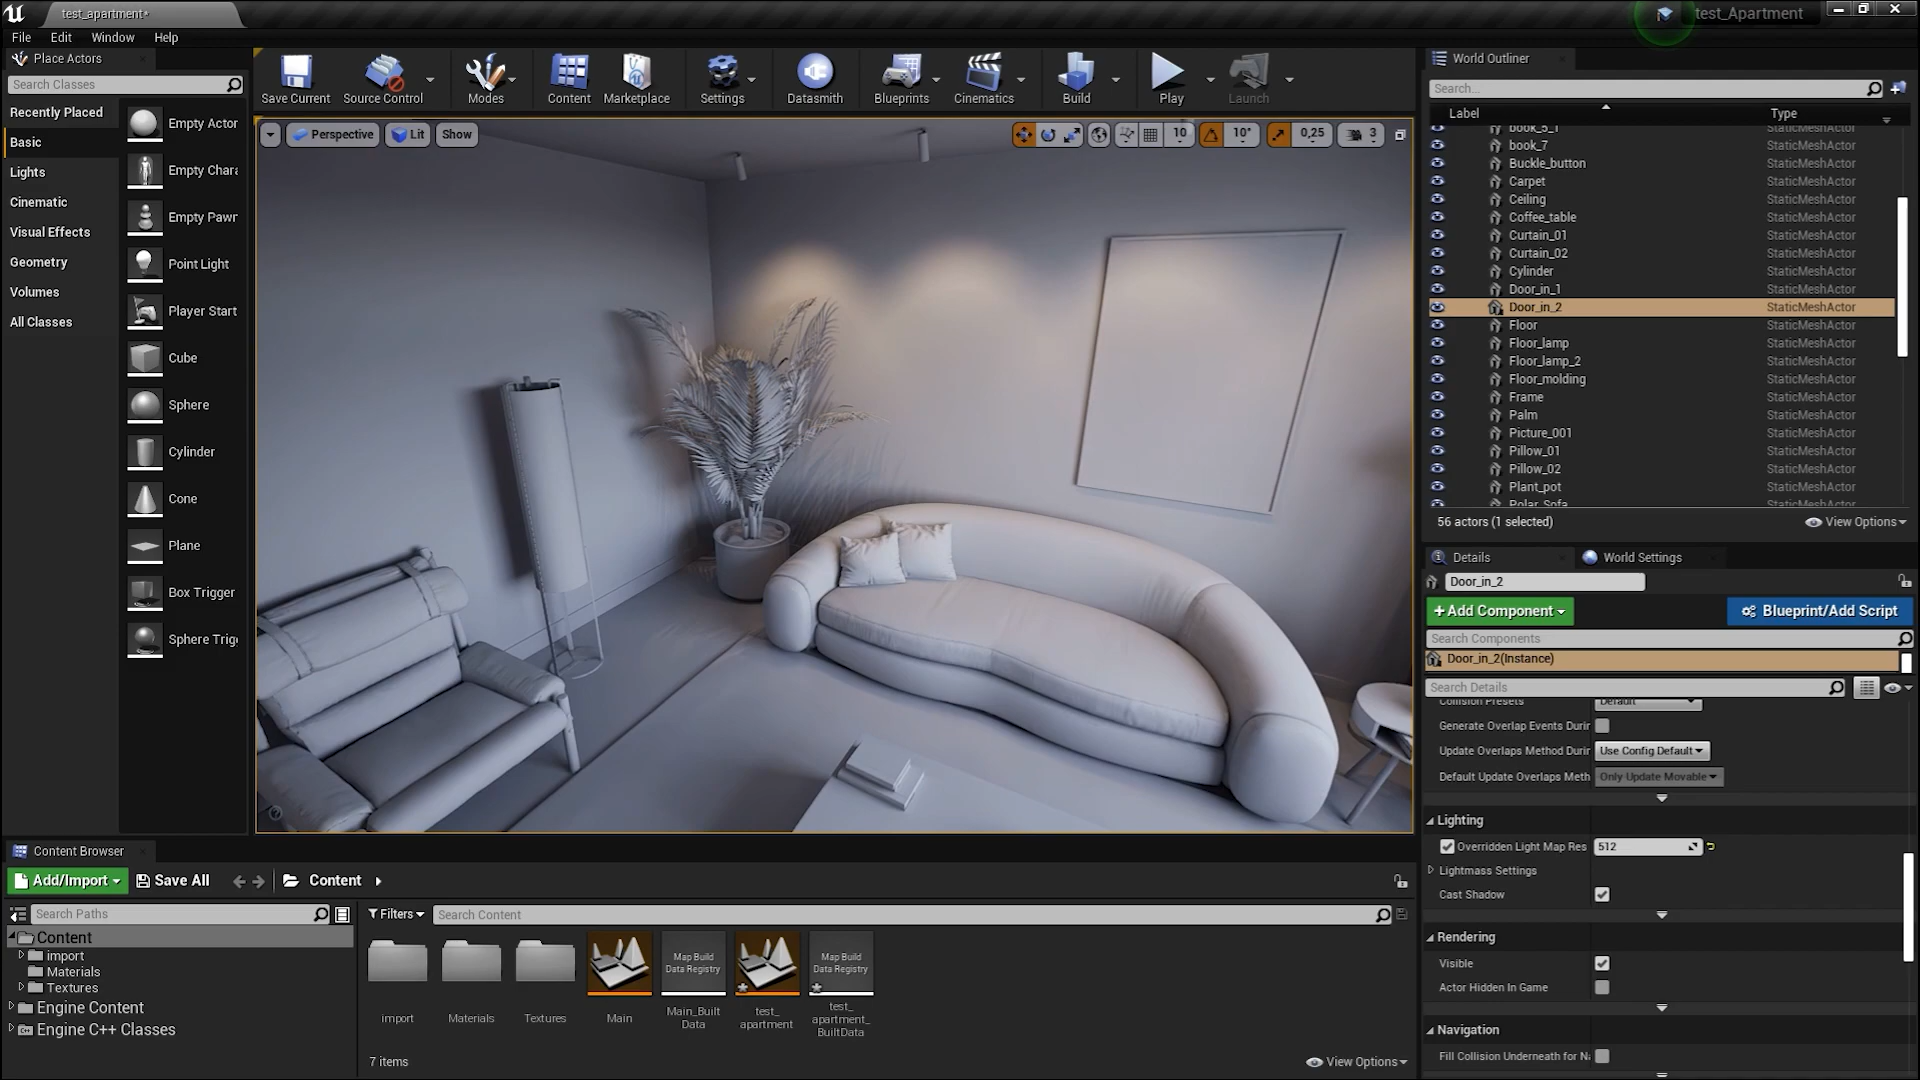 test_apartment*
test_Apartment
File Edit Window Help
Place Actors
Search Classes
Recently Placed
Basic
Lights
Cinematic
Visual Effects
Geometry
Volumes
All Classes
Empty Actor
Empty Chara
Empty Pawn
Point Light
Player Start
Cube
Sphere
Cylinder
Cone
Plane
Box Trigger
Sphere Trig
Save Current
Source Control
Modes
Content
Marketplace
Settings
Datasmith
Blueprints
Cinematics
Build
Play
Launch
Perspective
Lit
Show
10
10°
0,25
3
World Outliner
Search...
Label Type
book_5_1 StaticMeshActor
book_7 StaticMeshActor
Buckle_button StaticMeshActor
Carpet StaticMeshActor
Ceiling StaticMeshActor
Coffee_table StaticMeshActor
Curtain_01 StaticMeshActor
Curtain_02 StaticMeshActor
Cylinder StaticMeshActor
Door_in_1 StaticMeshActor
Door_in_2 StaticMeshActor
Floor StaticMeshActor
Floor_lamp StaticMeshActor
Floor_lamp_2 StaticMeshActor
Floor_molding StaticMeshActor
Frame StaticMeshActor
Palm StaticMeshActor
Picture_001 StaticMeshActor
Pillow_01 StaticMeshActor
Pillow_02 StaticMeshActor
Plant_pot StaticMeshActor
Polar_Sofa StaticMeshActor
56 actors (1 selected)
View Options
Details
World Settings
Door_in_2
+Add Component
Blueprint/Add Script
Search Components
Door_in_2(Instance)
Search Details
Collision Presets Default
Generate Overlap Events Durin
Update Overlaps Method Durin Use Config Default
Default Update Overlaps Meth Only Update Movable
Lighting
Overridden Light Map Res 512
Lightmass Settings
Cast Shadow
Rendering
Visible
Actor Hidden In Game
Navigation
Fill Collision Underneath for Na
Content Browser
Add/Import
Save All
Content
Search Paths
Filters
Search Content
Content
import
Materials
Textures
Engine Content
Engine C++ Classes
Map Build
Data Registry
Map Build
Data Registry
import
Materials
Textures
Main
Main_Built
Data
test_
apartment
test_
apartment_
BuiltData
7 items
View Options